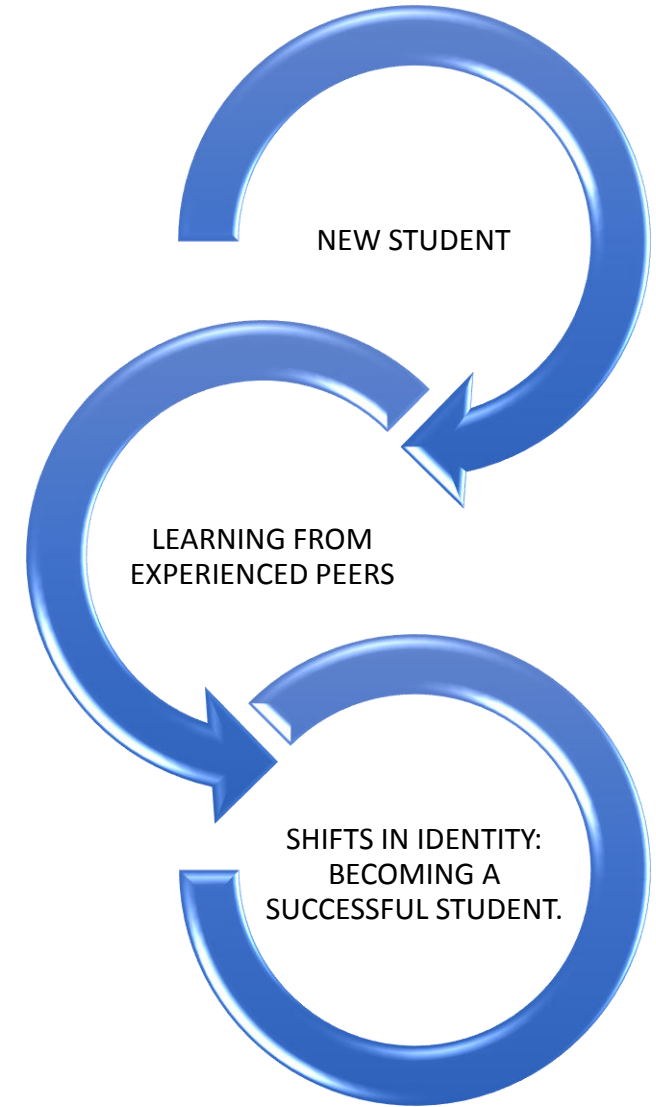 NEW STUDENT
LEARNING FROM
EXPERIENCED PEERS
SHIFTS IN IDENTITY:
BECOMING A
SUCCESSFUL STUDENT.